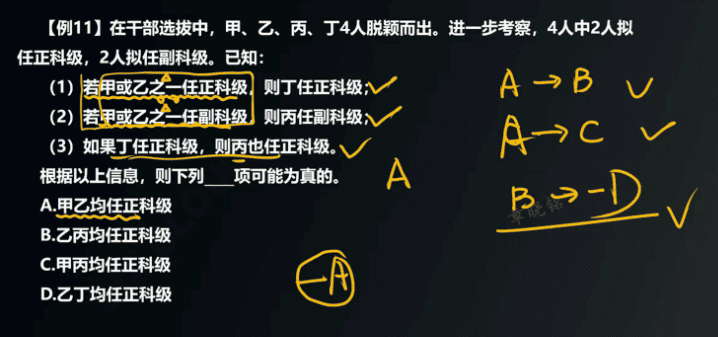 【例11】在干部选拔中，甲、乙、丙、丁4人脱颖而出。进一步考察，4人中2人拟
任正科级，2人拟任副科级。已知：
（1）若甲或乙之一任正科级，则丁任正科级；
（2）若甲或乙之一任副科级，则丙任副科级；
（3）如果丁任正科级，则丙也任正科级。
根据以上信息，则下列____项可能为真的。
A.甲乙均任正科级
B.乙丙均任正科级
C.甲丙均任正科级
D.乙丁均任正科级
A → B
A → C
B → -D
A
-A